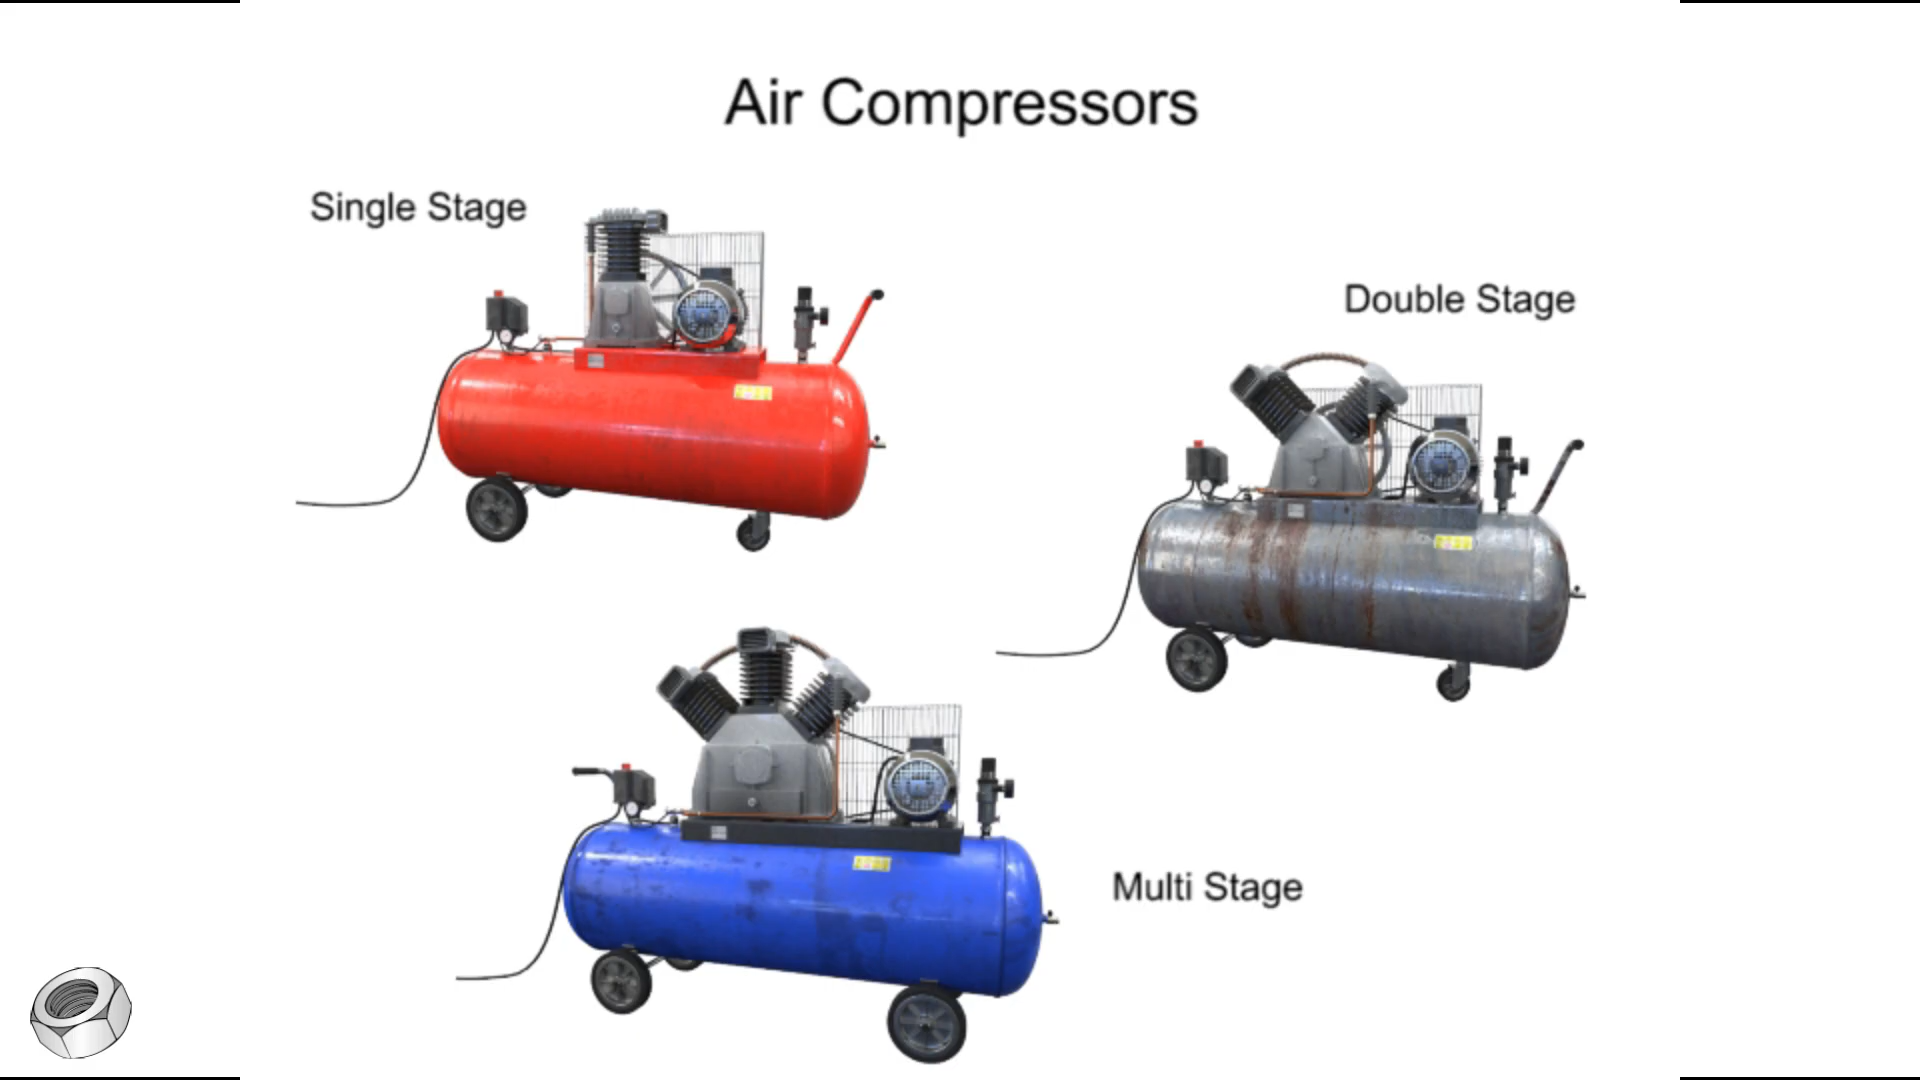 Air Compressors
Single Stage
Double Stage
Multi Stage